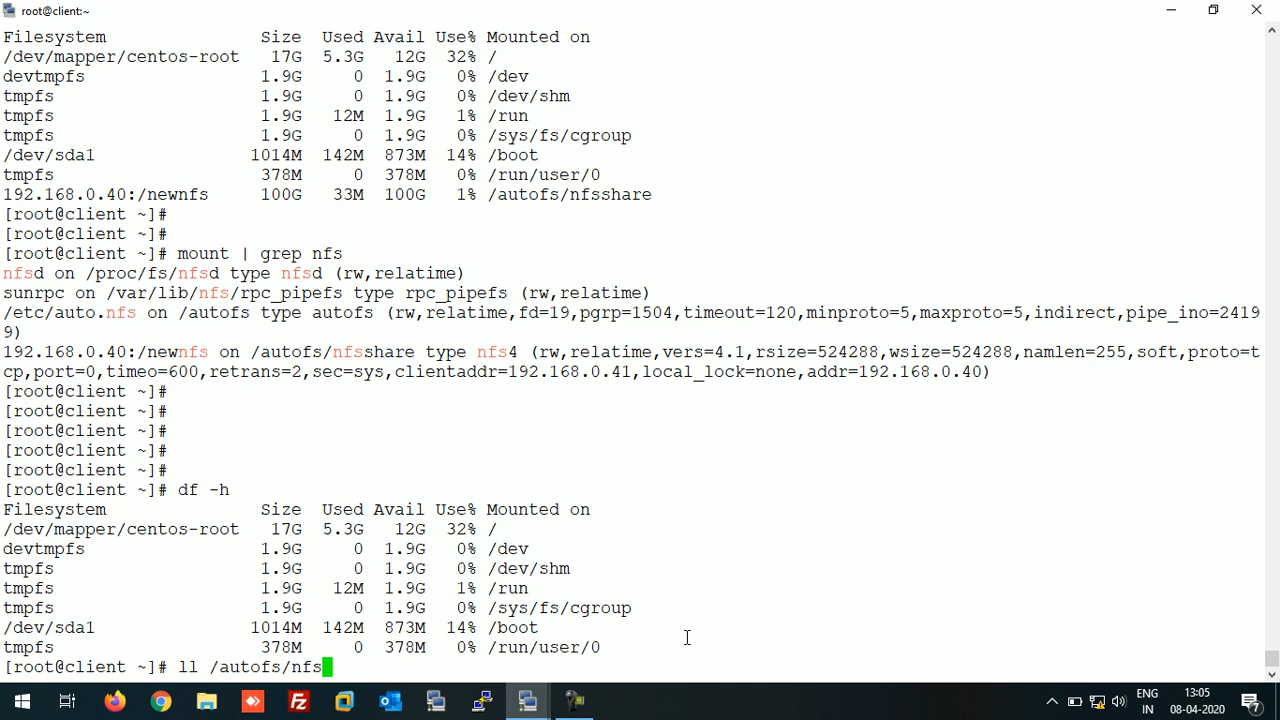 root@client:~
Filesystem Size Used Avail Use% Mounted on
/dev/mapper/centos-root 17G 5.3G 12G 32% /
devtmpfs 1.9G 0 1.9G 0% /dev
tmpfs 1.9G 0 1.9G 0% /dev/shm
tmpfs 1.9G 12M 1.9G 1% /run
tmpfs 1.9G 0 1.9G 0% /sys/fs/cgroup
/dev/sda1 1014M 142M 873M 14% /boot
tmpfs 378M 0 378M 0% /run/user/0
192.168.0.40:/newnfs 100G 33M 100G 1% /autofs/nfsshare
[root@client ~]#
[root@client ~]#
[root@client ~]# mount | grep nfs
nfsd on /proc/fs/nfsd type nfsd (rw,relatime)
sunrpc on /var/lib/nfs/rpc_pipefs type rpc_pipefs (rw,relatime)
/etc/auto.nfs on /autofs type autofs (rw,relatime,fd=19,pgrp=1504,timeout=120,minproto=5,maxproto=5,indirect,pipe_ino=2419
9)
192.168.0.40:/newnfs on /autofs/nfsshare type nfs4 (rw,relatime,vers=4.1,rsize=524288,wsize=524288,namlen=255,soft,proto=t
cp,port=0,timeo=600,retrans=2,sec=sys,clientaddr=192.168.0.41,local_lock=none,addr=192.168.0.40)
[root@client ~]#
[root@client ~]#
[root@client ~]#
[root@client ~]#
[root@client ~]#
[root@client ~]# df -h
Filesystem Size Used Avail Use% Mounted on
/dev/mapper/centos-root 17G 5.3G 12G 32% /
devtmpfs 1.9G 0 1.9G 0% /dev
tmpfs 1.9G 0 1.9G 0% /dev/shm
tmpfs 1.9G 12M 1.9G 1% /run
tmpfs 1.9G 0 1.9G 0% /sys/fs/cgroup
/dev/sda1 1014M 142M 873M 14% /boot
tmpfs 378M 0 378M 0% /run/user/0
[root@client ~]# ll /autofs/nfs
ENG
IN
13:05
08-04-2020
7